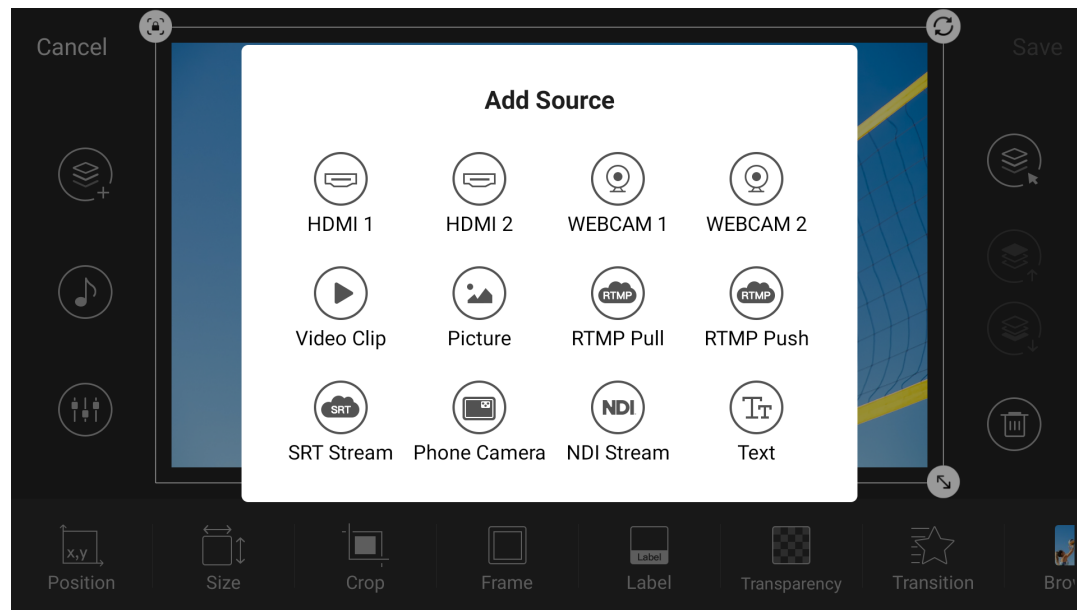 Cancel
Save
Add Source
HDMI 1
HDMI 2
WEBCAM 1
WEBCAM 2
RTMP
RTMP
Video Clip
Picture
RTMP Pull
RTMP Push
SRT
NDI
TT
SRT Stream
Phone Camera
NDI Stream
Text
x,y
Label
Position
Size
Crop
Frame
Label
Transparency
Transition
Bro